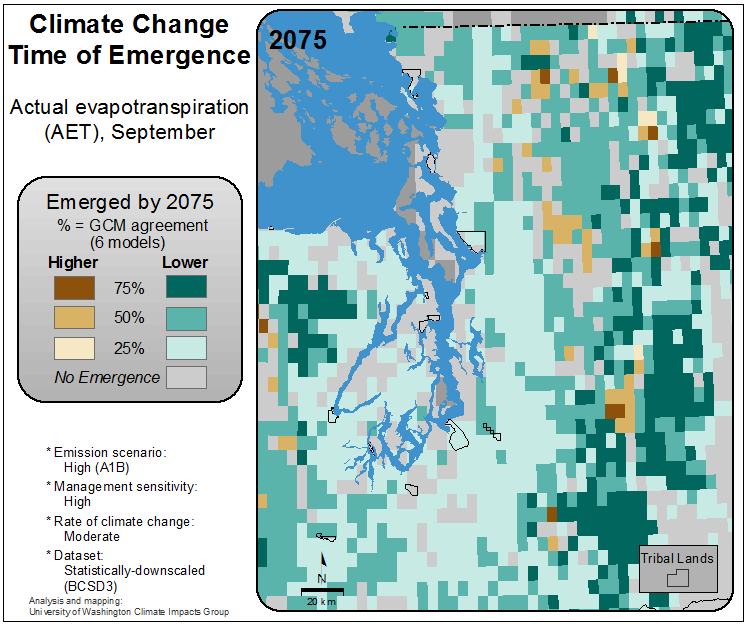 Climate Change
Time of Emergence
Actual evapotranspiration
(AET), September
Emerged by 2075
% = GCM agreement
(6 models)
Higher Lower
75%
50%
25%
No Emergence
* Emission scenario:
High (A1B)
* Management sensitivity:
High
* Rate of climate change:
Moderate
* Dataset:
Statistically-downscaled
(BCSD3)
Analysis and mapping:
University of Washington Climate Impacts Group
2075
N
20 km
Tribal Lands